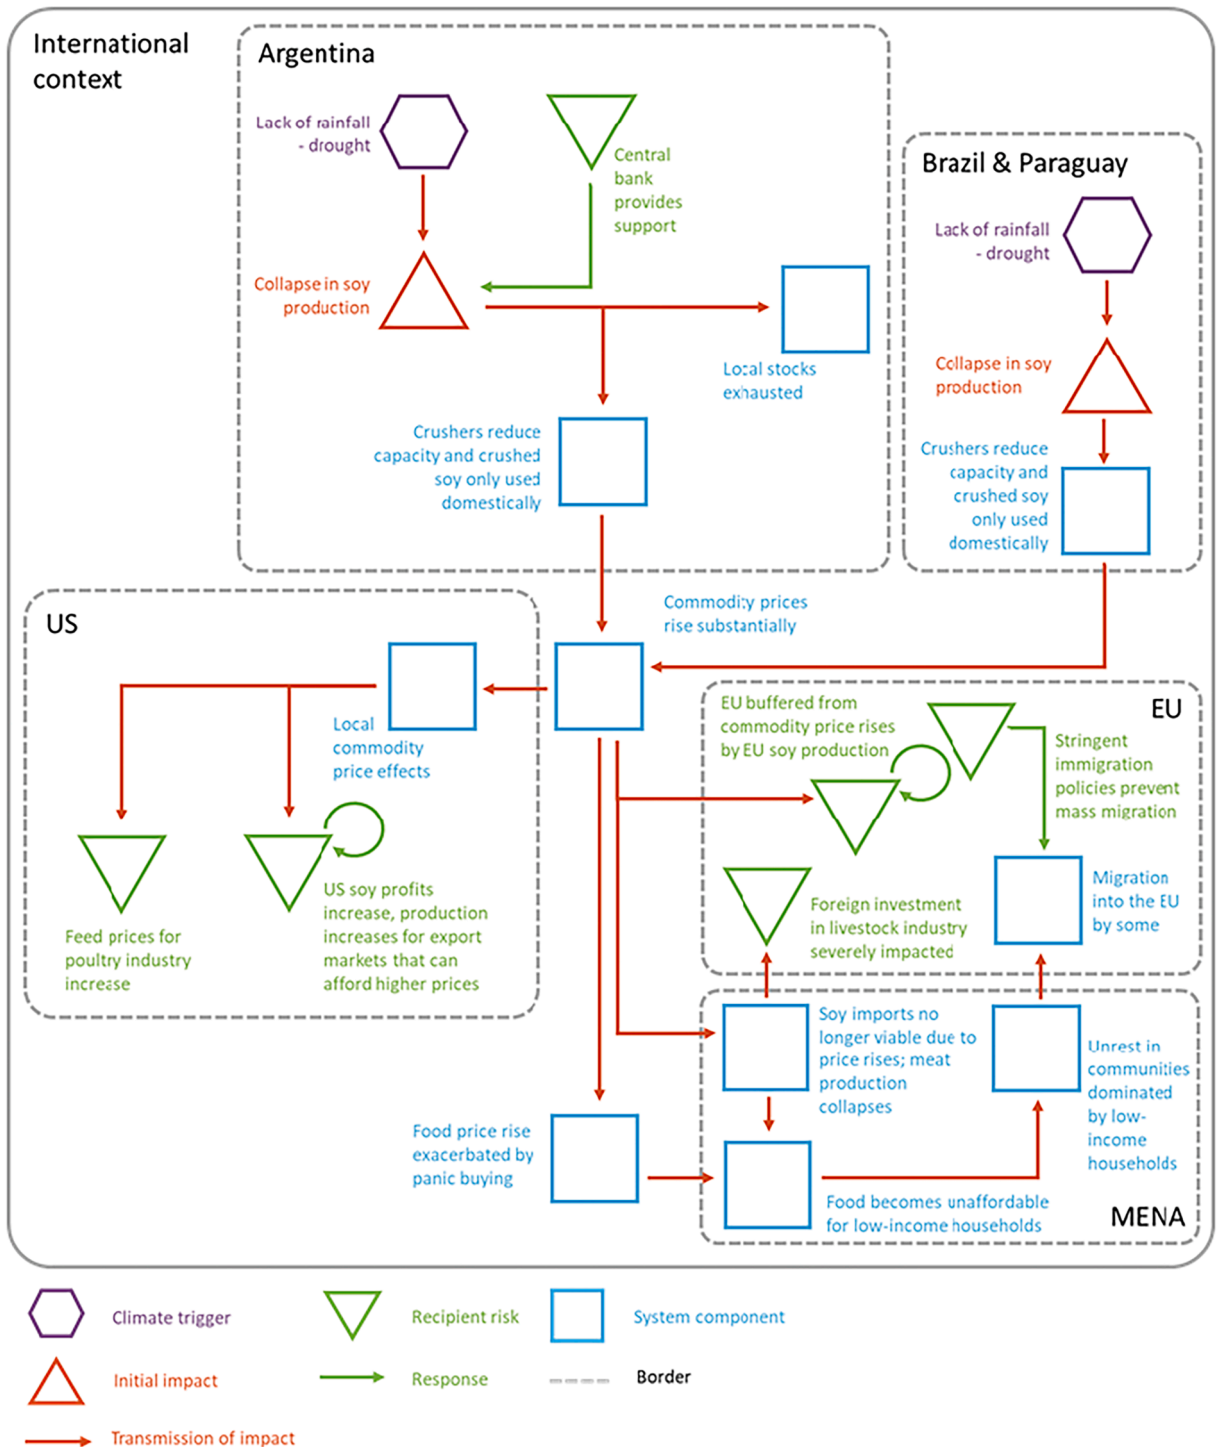 International
context
Argentina
Lack of rainfall
- drought
Central
bank
provides
support
Collapse in soy
production
Local stocks
exhausted
Crushers reduce
capacity and crushed
soy only used
domestically
Brazil & Paraguay
Lack of rainfall
- drought
Collapse in soy
production
Crushers reduce
capacity and
crushed soy
only used
domestically
Commodity prices
rise substantially
US
Local
commodity
price effects
Feed prices for
poultry industry
increase
US soy profits
increase, production
increases for export
markets that can
afford higher prices
EU
EU buffered from
commodity price rises
by EU soy production
Stringent
immigration
policies prevent
mass migration
Foreign investment
in livestock industry
severely impacted
Migration
into the EU
by some
Soy imports no
longer viable due to
price rises; meat
production
collapses
Unrest in
communities
dominated
by low-
income
households
Food price rise
exacerbated by
panic buying
Food becomes unaffordable
for low-income households
MENA
Climate trigger
Recipient risk
System component
Initial impact
Response
Border
Transmission of impact